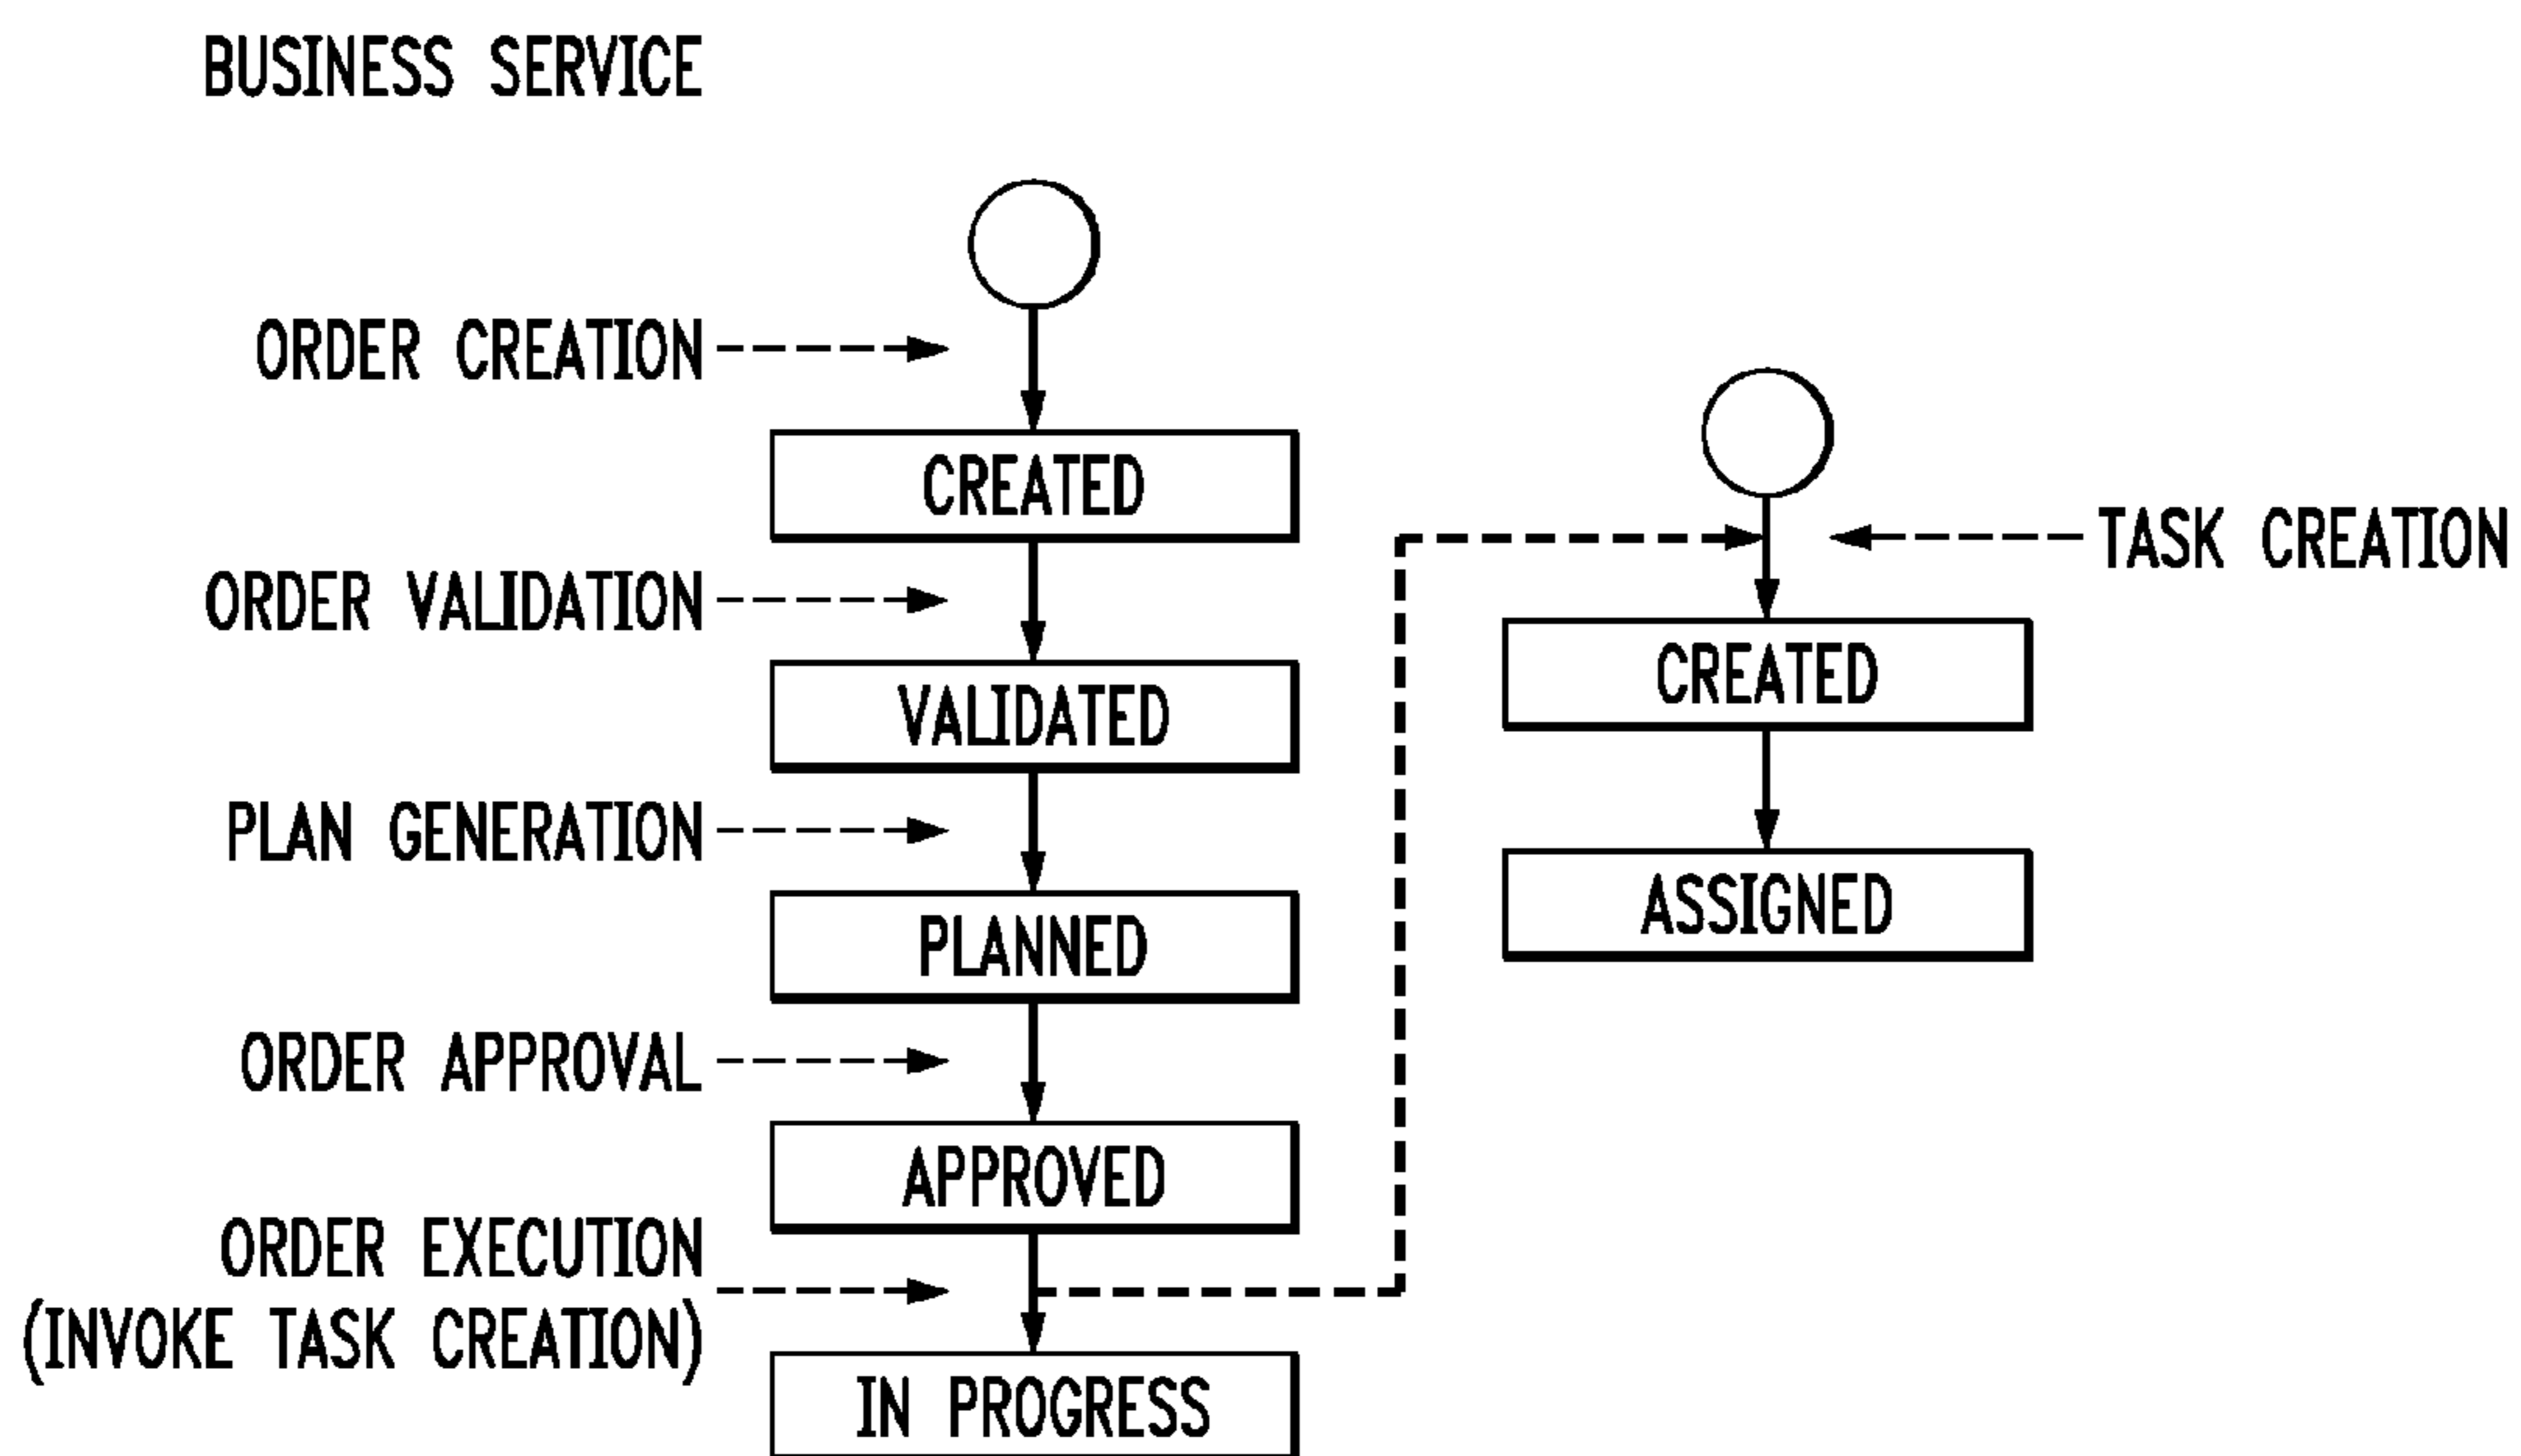 BUSINESS SERVICE
ORDER CREATION
CREATED
ORDER VALIDATION
VALIDATED
PLAN GENERATION
PLANNED
ORDER APPROVAL
APPROVED
ORDER EXECUTION
(INVOKE TASK CREATION)
IN PROGRESS
TASK CREATION
CREATED
ASSIGNED